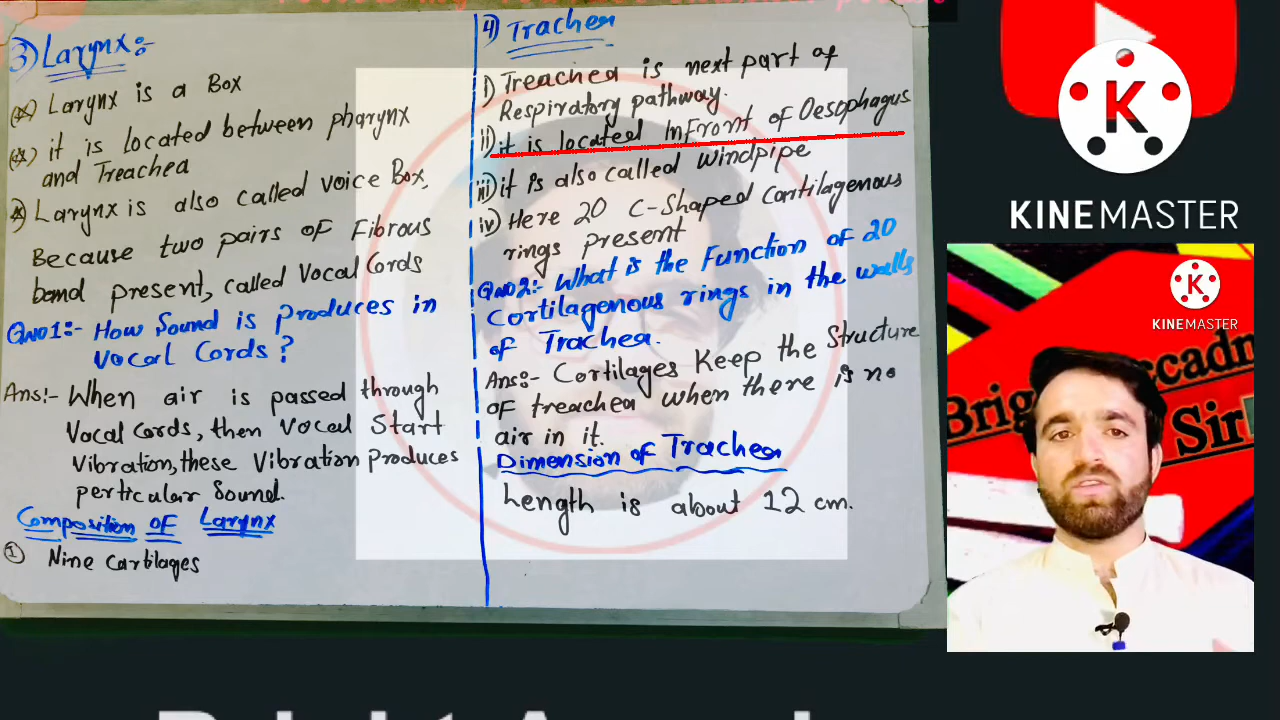 3) Larynx:-
(*) Larynx is a Box
(*) it is located between pharynx
and Treachea
*) Larynx is also called voice Box,
Because two pairs of Fibrous
band present, called Vocal Cords
Qno1:- How Sound is produces in
Vocal Cords?
Ans:- When air is passed through
Vocal Cords, then Vocal Start
Vibration, these Vibration produces
perticular Sound.
Composition of Larynx
① Nine Cartilages
4) Trachea
i) Treachea is next part of
Respiratory pathway.
ii) it is located InFront of Oesophagus
iii) it is also called windpipe
iv) Here 20 C-Shaped Cartilagenous
rings present
Qno2:- What is the Function of 20
Cortilagenous rings in the walls
of Trachea.
Ans:- Cortilages Keep the Structure
of treachea when there is no
air in it.
Dimension of Trachea
Length is about 12 cm.
K
KINEMASTER
K
KINEMASTER
Sir